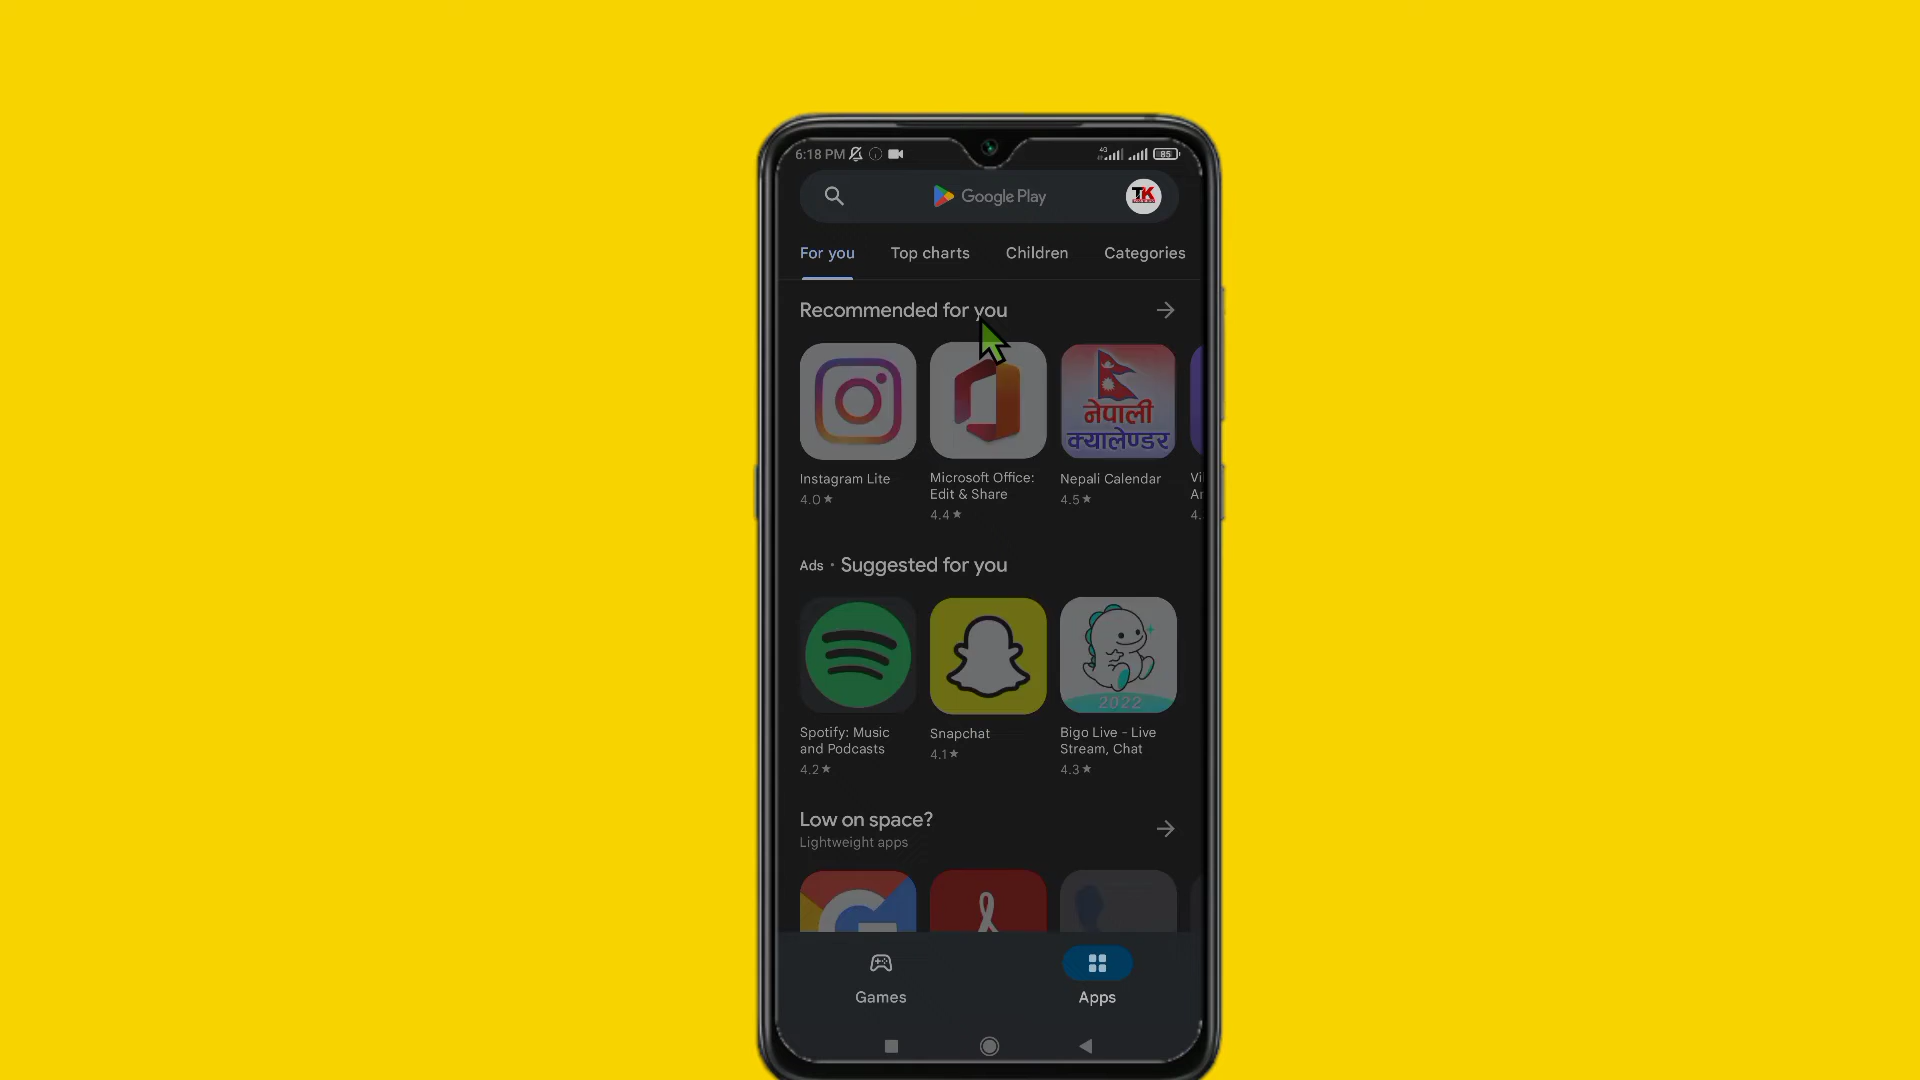 6:18 PM
4G
85
Google Play
TK
For you
Top charts
Children
Categories
Recommended for you
नेपाली
क्यालेण्डर
Instagram Lite
4.0★
Microsoft Office:
Edit & Share
4.4★
Nepali Calendar
4.5★
4.
Ads • Suggested for you
2022
Spotify: Music
and Podcasts
4.2★
Snapchat
4.1★
Bigo Live - Live
Stream, Chat
4.3★
Low on space?
Lightweight apps
Games
Apps